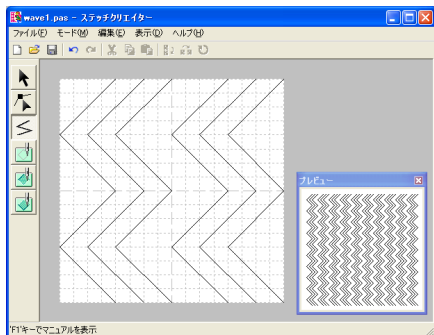 wave1.pas - ステッチクリエイター
ファイル(F) モード(M) 編集(E) 表示(D) ヘルプ(H)
プレビュー
'F1'キーでマニュアルを表示